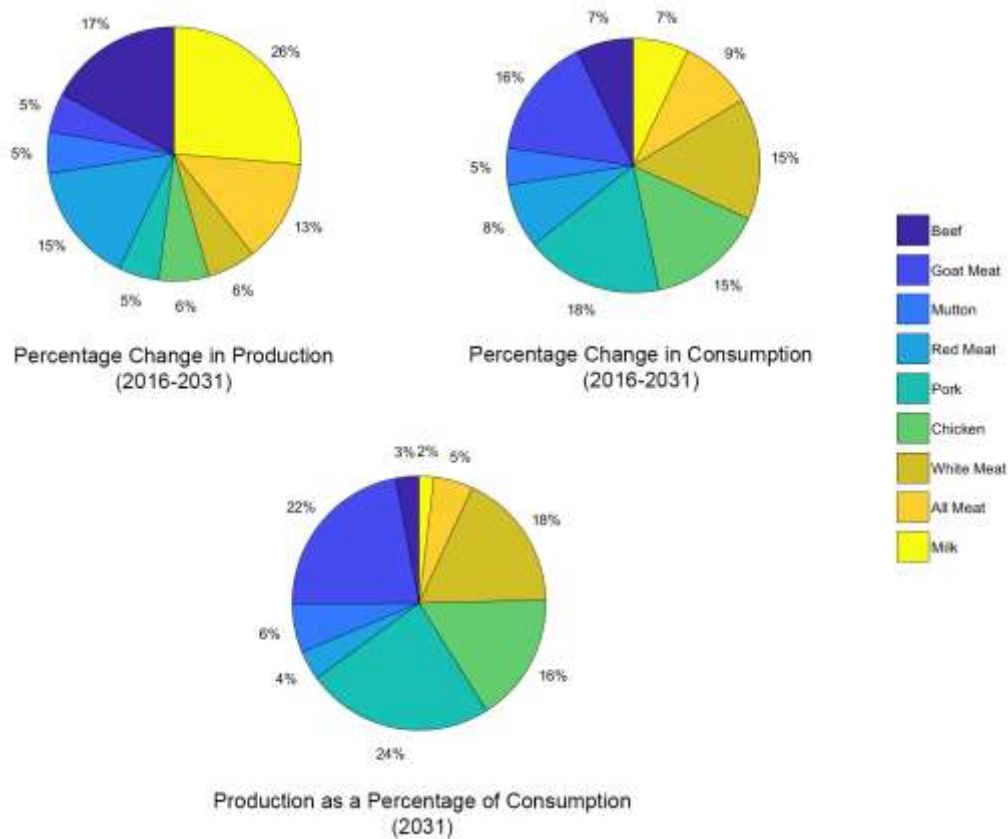 17%
26%
5%
5%
15%
5%
6%
6%
13%
Percentage Change in Production
(2016-2031)
7%
7%
9%
16%
15%
5%
8%
18%
15%
Percentage Change in Consumption
(2016-2031)
Beef
Goat Meat
Mutton
Red Meat
Pork
Chicken
White Meat
All Meat
Milk
3%
2%
5%
22%
18%
6%
4%
16%
24%
Production as a Percentage of Consumption
(2031)